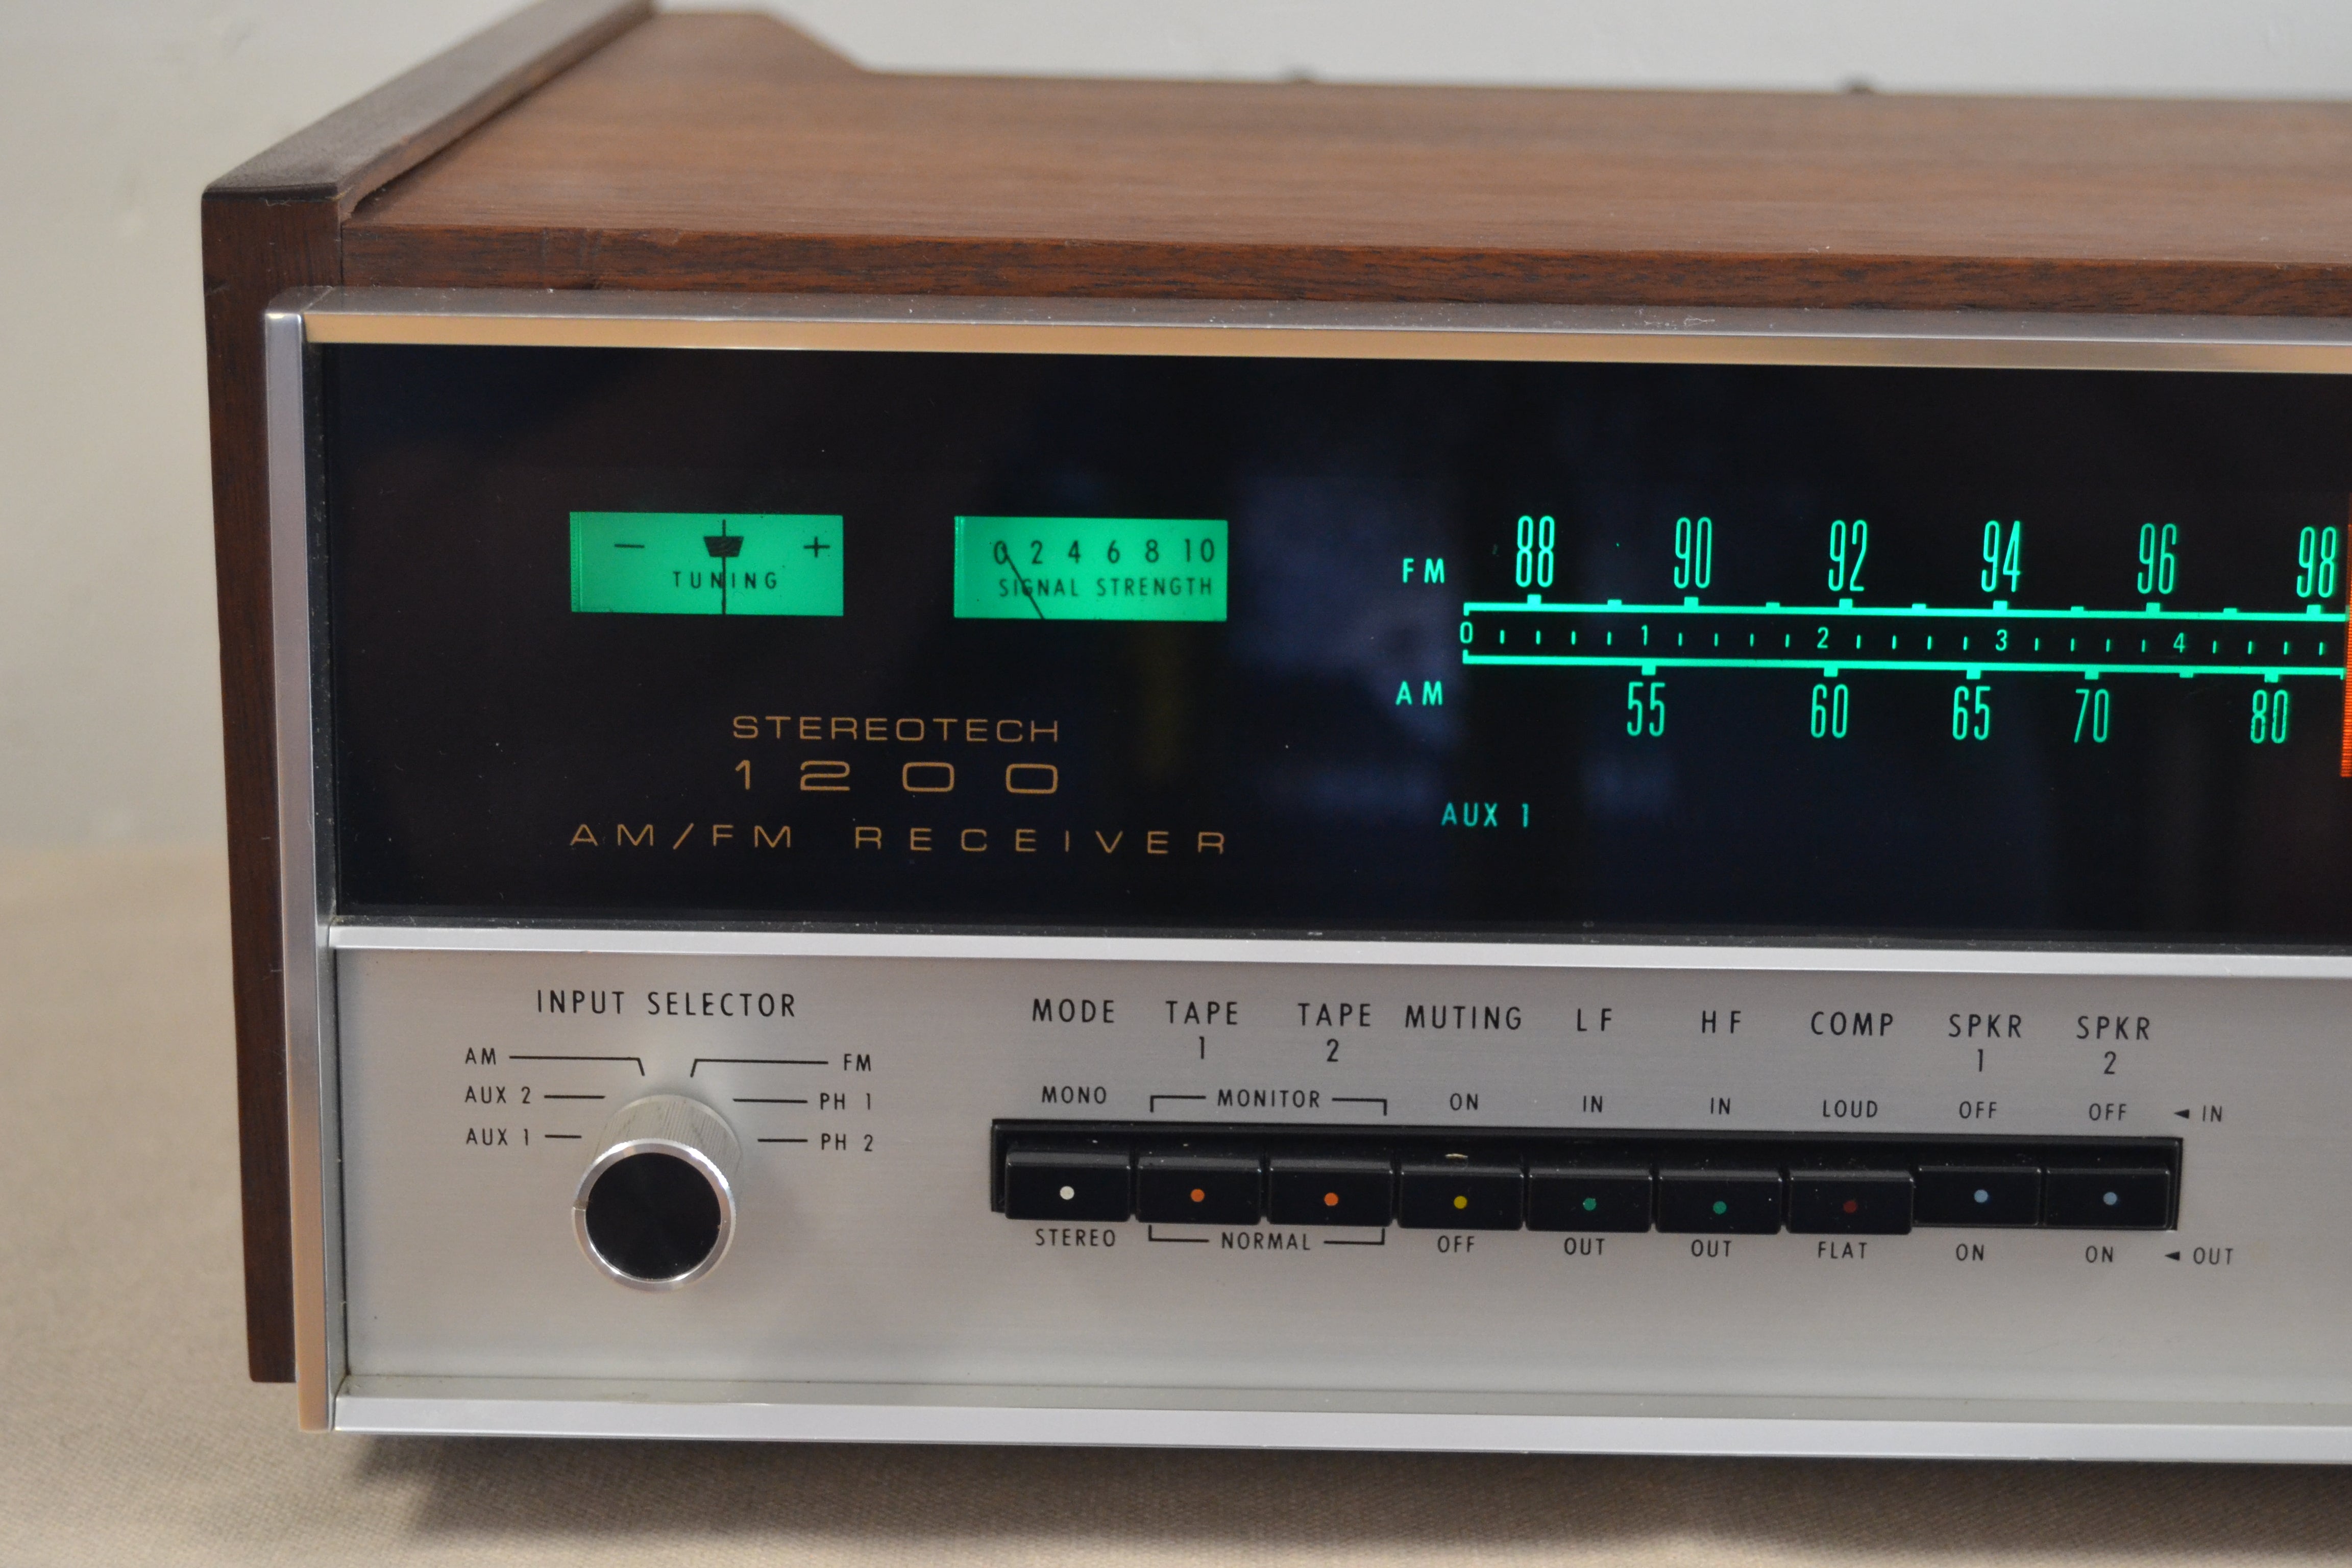 − +
TUNING
0 2 4 6 8 10
SIGNAL STRENGTH
FM 88 90 92 94 96 98
0 1 2 3 4
AM 55 60 65 70 80
STEREOTECH
1200
AM/FM RECEIVER
AUX 1
INPUT SELECTOR
AM FM
AUX 2 PH 1
AUX 1 PH 2
MODE TAPE 1 TAPE 2 MUTING LF HF COMP SPKR 1 SPKR 2
MONO MONITOR ON IN IN LOUD OFF OFF ◄ IN
STEREO NORMAL OFF OUT OUT FLAT ON ON ◄ OUT